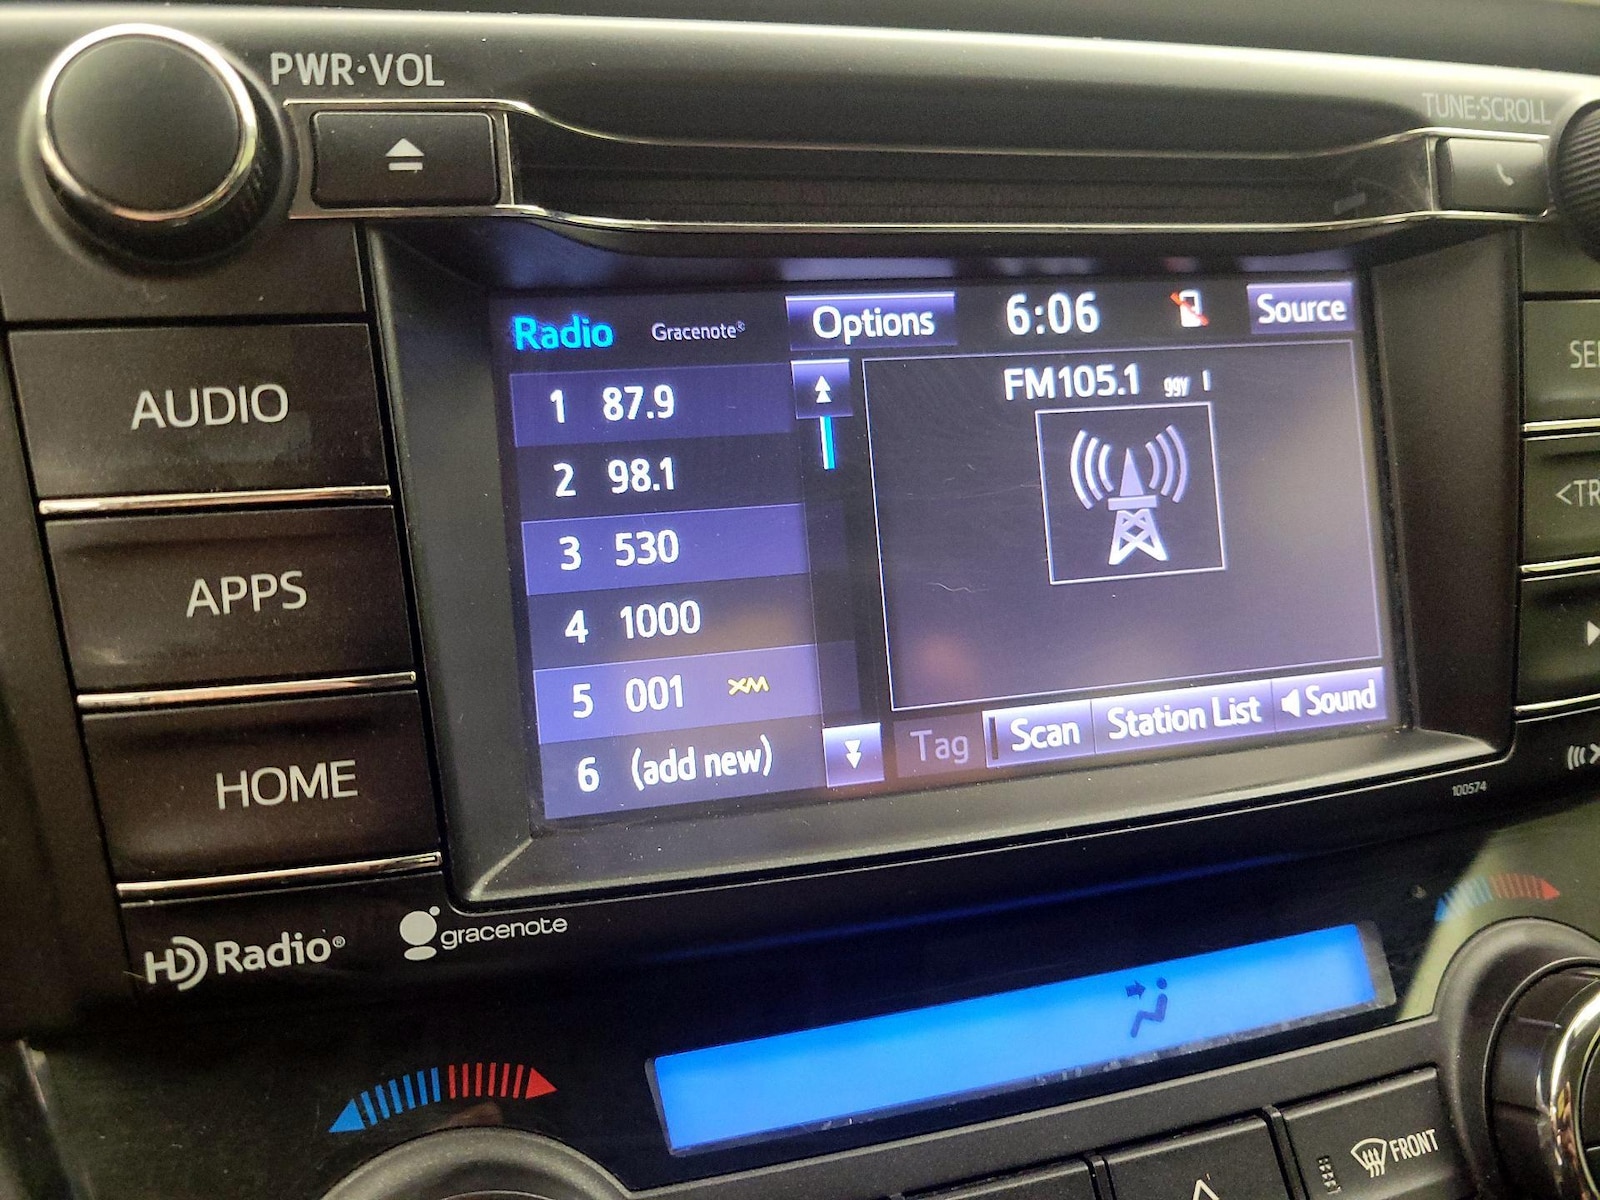 PWR·VOL
TUNE·SCROLL
Radio Gracenote® Options 6:06 Source
1 87.9
2 98.1
3 530
4 1000
5 001 XM
6 (add new)
FM105.1
Tag Scan Station List Sound
AUDIO
APPS
HOME
<TR
100574
HD Radio®
gracenote
FRONT